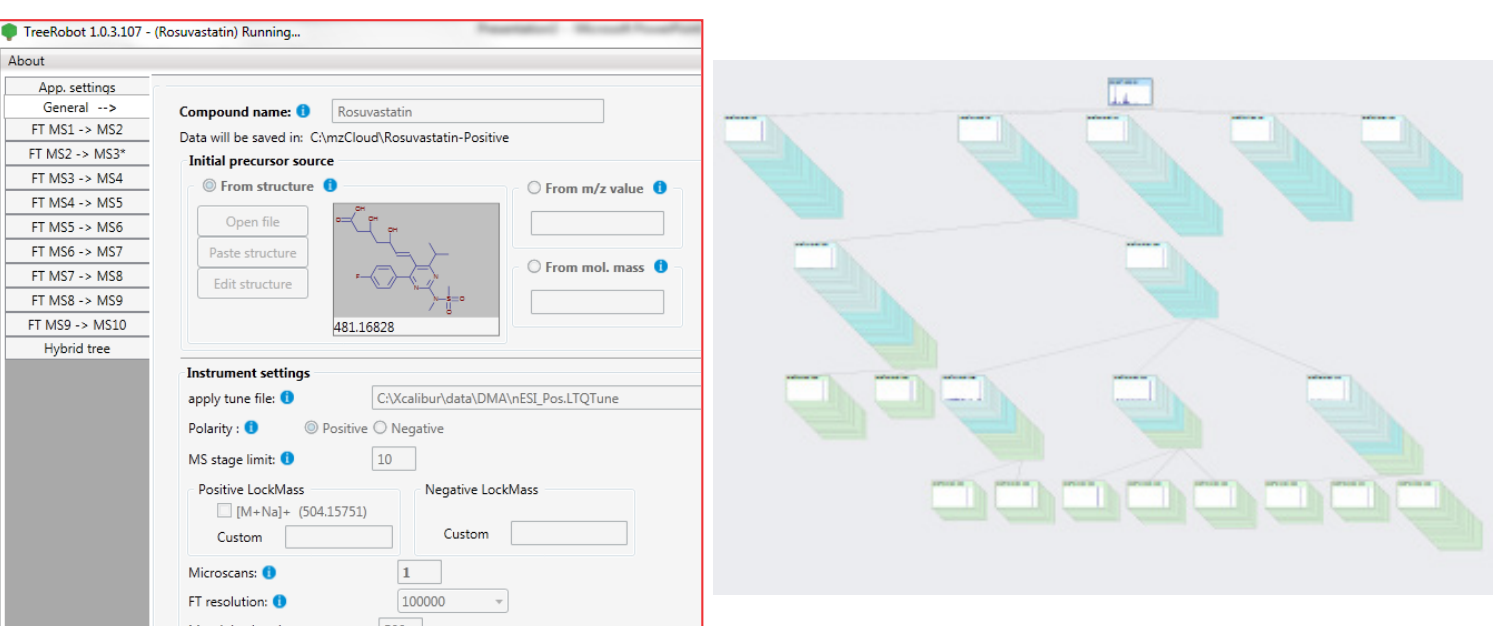 TreeRobot 1.0.3.107 - (Rosuvastatin) Running...
About
App. settings
General -->
FT MS1 -> MS2
FT MS2 -> MS3*
FT MS3 -> MS4
FT MS4 -> MS5
FT MS5 -> MS6
FT MS6 -> MS7
FT MS7 -> MS8
FT MS8 -> MS9
FT MS9 -> MS10
Hybrid tree
Compound name: Rosuvastatin
Data will be saved in: C:\mzCloud\Rosuvastatin-Positive
Initial precursor source
From structure
Open file
Paste structure
Edit structure
481.16828
From m/z value
From mol. mass
Instrument settings
apply tune file: C:\Xcalibur\data\DMA\nESI_Pos.LTQTune
Polarity : Positive Negative
MS stage limit: 10
Positive LockMass
[M+Na]+ (504.15751)
Custom
Negative LockMass
Custom
Microscans: 1
FT resolution: 100000